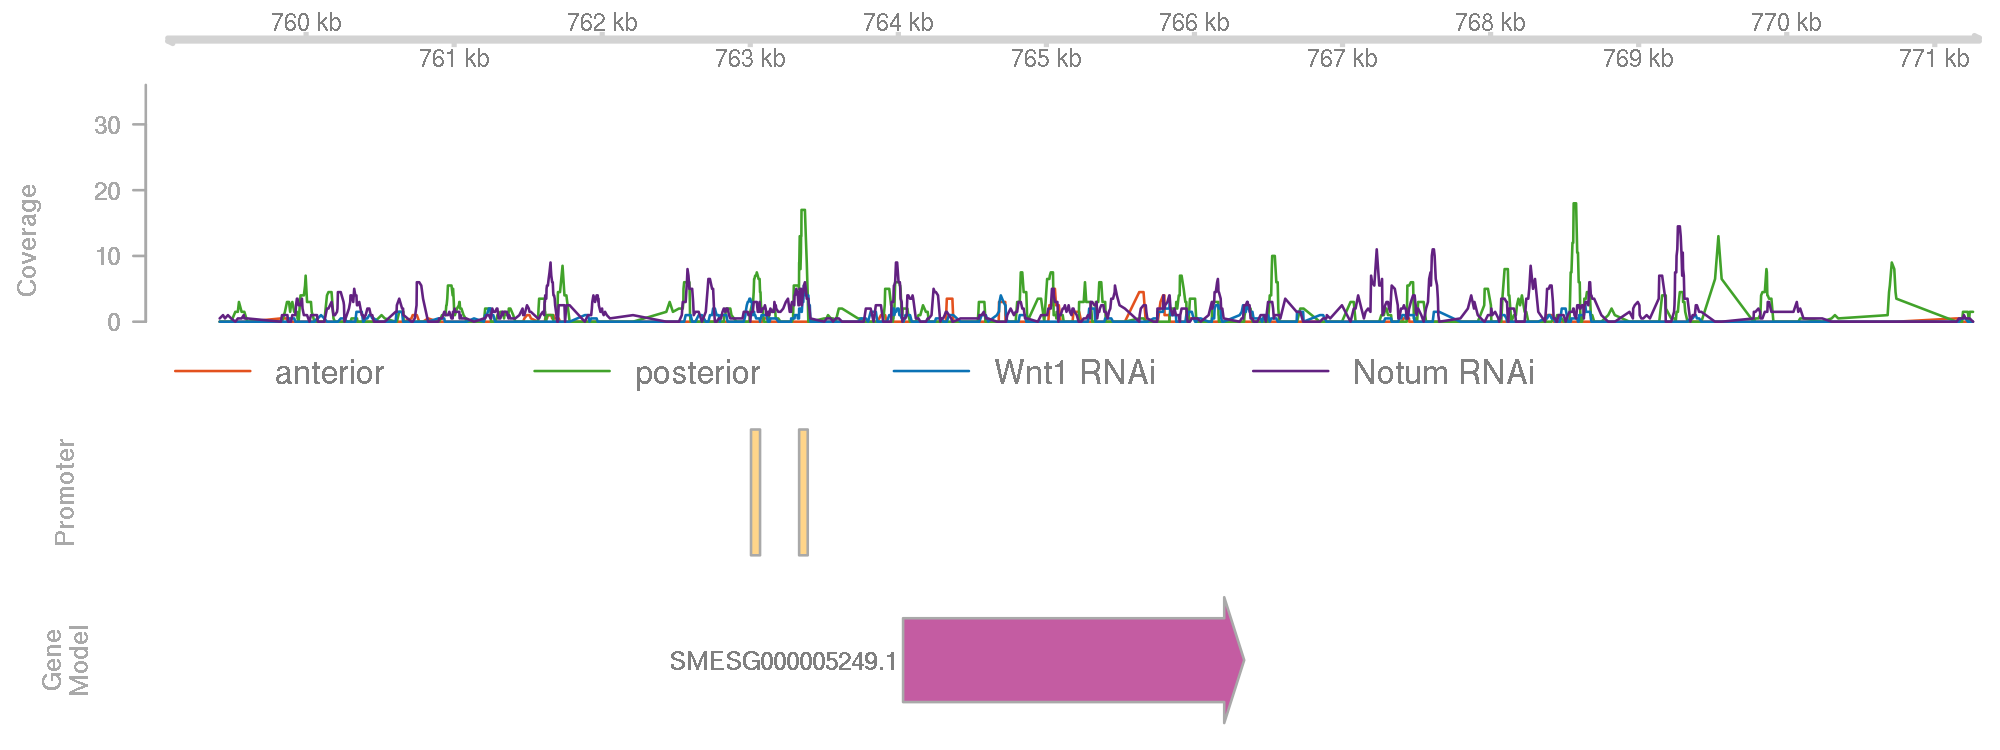 760 kb 762 kb 764 kb 766 kb 768 kb 770 kb
761 kb 763 kb 765 kb 767 kb 769 kb 771 kb
30
20
10
0
Coverage
anterior posterior Wnt1 RNAi Notum RNAi
Promoter
0
SMESG000005249.1
Gene
Model